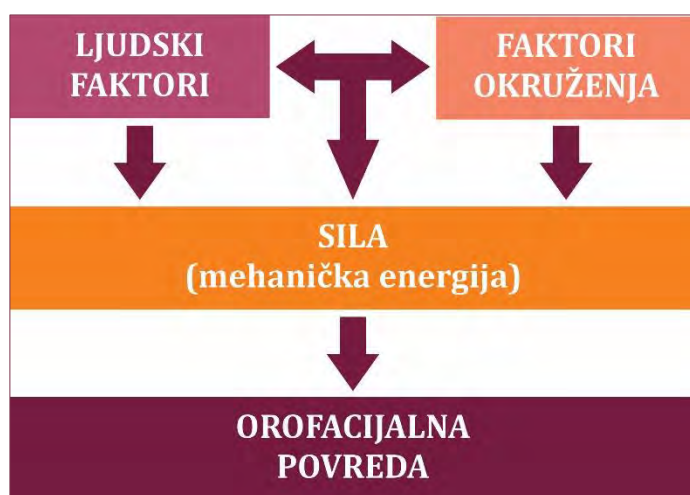 LJUDSKI
FAKTORI
FAKTORI
OKRUŽENJA
SILA
(mehanička energija)
OROFACIJALNA
POVREDA